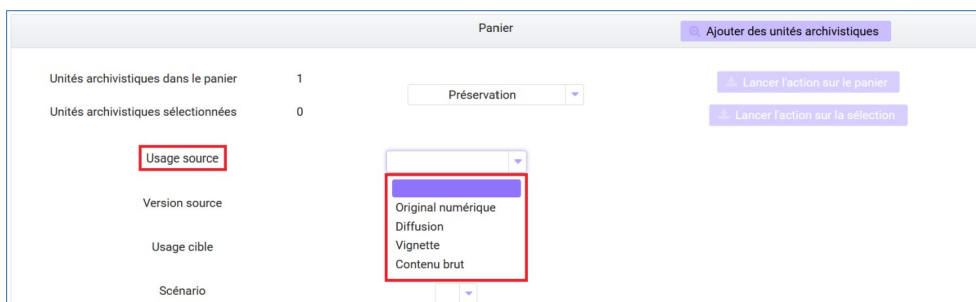 Panier
Ajouter des unités archivistiques
Unités archivistiques dans le panier 1
Préservation
Lancer l'action sur le panier
Unités archivistiques sélectionnées 0
Lancer l'action sur la sélection
Usage source
Version source
Original numérique
Diffusion
Usage cible
Vignette
Contenu brut
Scénario